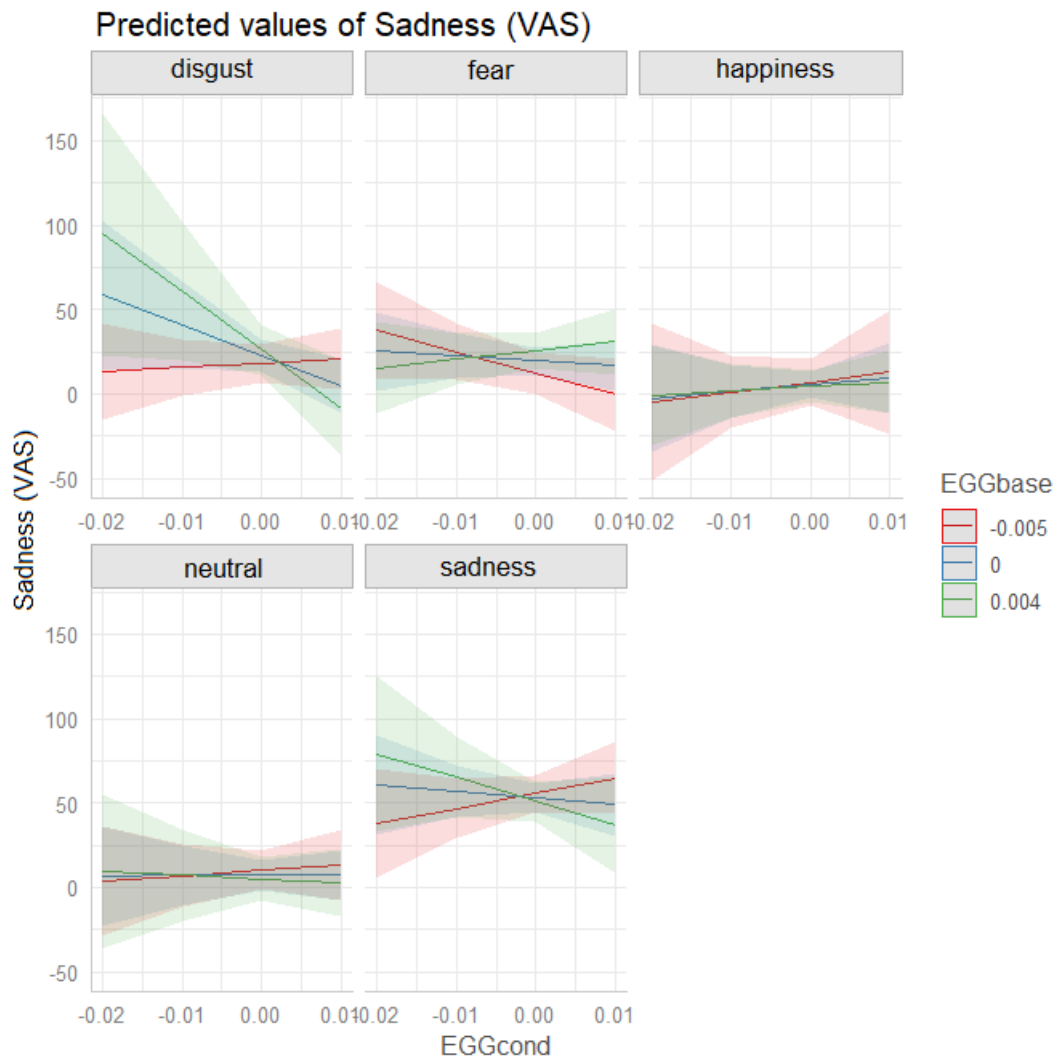 Predicted values of Sadness (VAS)
disgust fear happiness
150
100
50
0
-50
-0.02 -0.01 0.00 0.01 -0.02 -0.01 0.00 0.01 -0.02 -0.01 0.00 0.01
Sadness (VAS)
EGGbase
-0.005
0
0.004
neutral sadness
150
100
50
0
-50
-0.02 -0.01 0.00 0.01 -0.02 -0.01 0.00 0.01
EGGcond